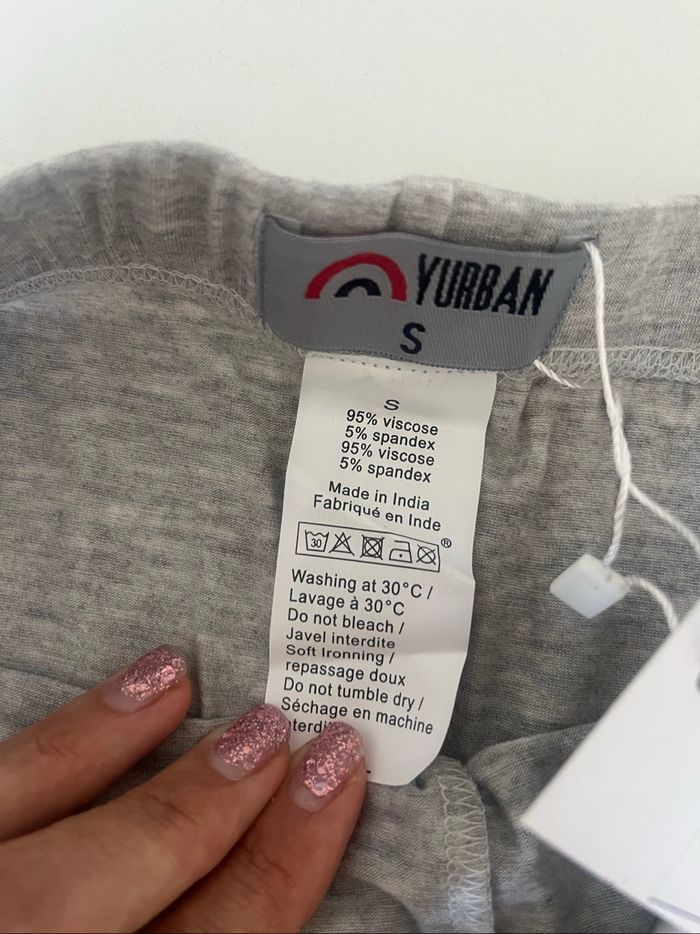 YURBAN
S
S
95% viscose
5% spandex
95% viscose
5% spandex
Made in India
Fabriqué en Inde
30
®
Washing at 30°C /
Lavage à 30°C
Do not bleach /
Javel interdite
Soft Ironning /
repassage doux
Do not tumble dry /
Séchage en machine